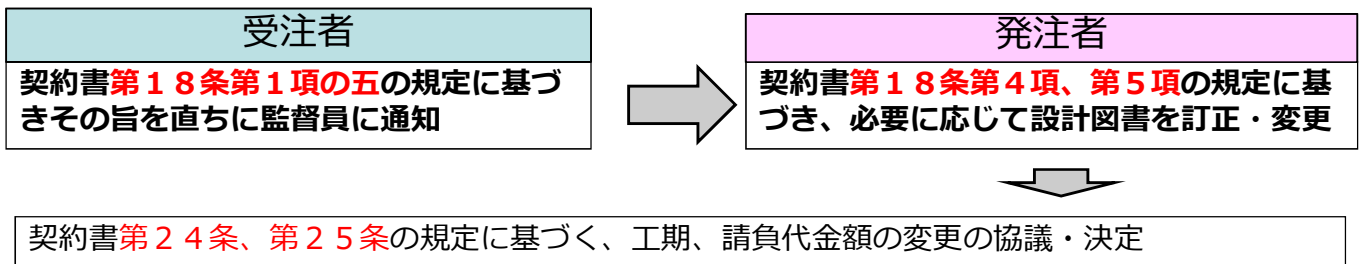 受注者
契約書第１８条第１項の五の規定に基づ
きその旨を直ちに監督員に通知
発注者
契約書第１８条第４項、第５項の規定に基
づき、必要に応じて設計図書を訂正・変更
契約書第２４条、第２５条の規定に基づく、工期、請負代金額の変更の協議・決定